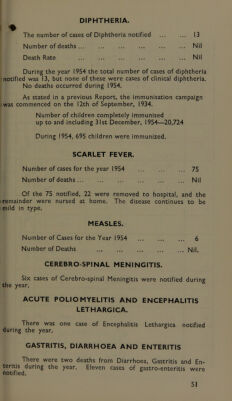 DIPHTHERIA.
The number of cases of Diphtheria notified ... ... 13
Number of deaths ... ... ... ... ... ... Nil
Death Rate ... ... ... ... ... Nil
During the year 1954 the total number of cases of diphtheria
notified was 13, but none of these were cases of clinical diphtheria.
No deaths occurred during 1954.
As stated in a previous Report, the immunisation campaign
was commenced on the 12th of September, 1934.
Number of children completely immunised
up to and including 31st December, 1954—20,724
During 1954, 695 children were immunized.
SCARLET FEVER.
Number of cases for the year 1954 ... ... ... 75
Number of deaths ... ... ... ... ... ... Nil
Of the 75 notified, 22 were removed to hospital, and the
remainder were nursed at home. The disease continues to be
mild in type.
MEASLES.
Number of Cases for the Year 1954 ... ... ... 6
Number of Deaths ... ... ... ... Nil.
CEREBRO-SPINAL MENINGITIS.
Six cases of Cerebro-spinal Meningitis were notified during
the year.
ACUTE POLIOMYELITIS AND ENCEPHALITIS
LETHARGICA.
There was one case of Encephalitis Lethargica notified
during the year.
GASTRITIS, DIARRHOEA AND ENTERITIS
There were two deaths from Diarrhoea, Gastritis and En-
teritis during the year. Eleven cases of gastro-enteritis were
notified.
51